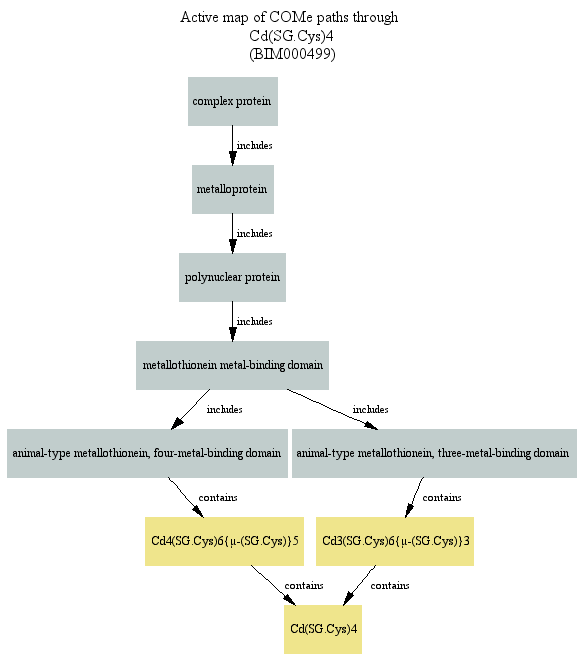 Active map of COMe paths through
Cd(SG.Cys)4
(BIM000499)
complex protein
includes
metalloprotein
includes
polynuclear protein
includes
metallothionein metal-binding domain
includes
includes
animal-type metallothionein, four-metal-binding domain
animal-type metallothionein, three-metal-binding domain
contains
contains
Cd4(SG.Cys)6{μ-(SG.Cys)}5
Cd3(SG.Cys)6{μ-(SG.Cys)}3
contains
contains
Cd(SG.Cys)4